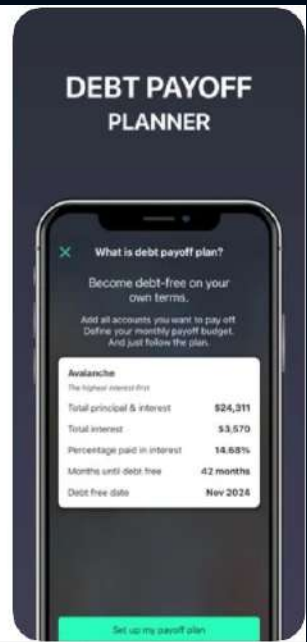 DEBT PAYOFF
PLANNER
What is debt payoff plan?
Become debt-free on your
own terms.
Add all accounts you want to pay off.
Define your monthly payoff budget.
And just follow the plan.
Avalanche
The highest interest first
Total principal & interest $24,311
Total interest $3,570
Percentage paid in interest 14.68%
Months until debt free 42 months
Debt free date Nov 2024
Set up my payoff plan